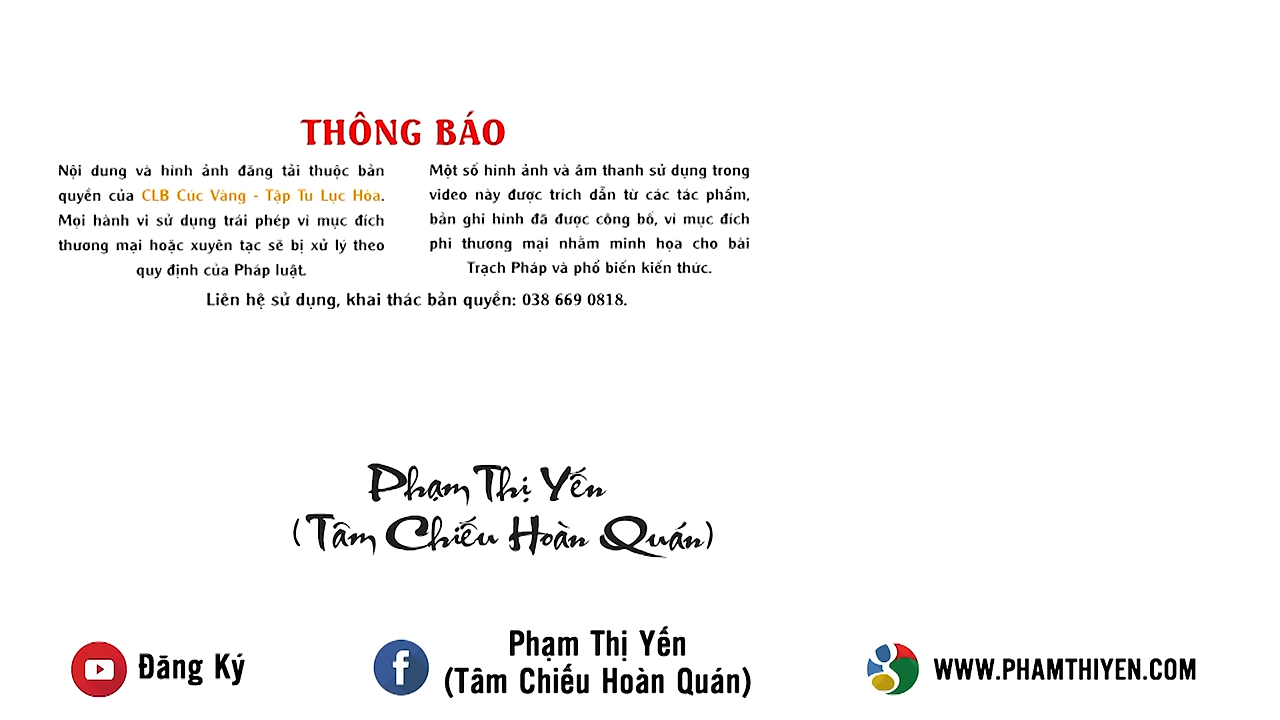 THÔNG BÁO
Nội dung và hình ảnh đăng tải thuộc bản
quyền của CLB Cúc Vàng - Tập Tu Lục Hòa.
Mọi hành vi sử dụng trái phép vì mục đích
thương mại hoặc xuyên tạc sẽ bị xử lý theo
quy định của Pháp luật.
Một số hình ảnh và âm thanh sử dụng trong
video này được trích dẫn từ các tác phẩm,
bản ghi hình đã được công bố, vì mục đích
phi thương mại nhằm minh họa cho bài
Trạch Pháp và phổ biến kiến thức.
Liên hệ sử dụng, khai thác bản quyền: 038 669 0818.
Phạm Thị Yến
(Tâm Chiếu Hoàn Quán)
Đăng Ký
Phạm Thị Yến
(Tâm Chiếu Hoàn Quán)
WWW.PHAMTHIYEN.COM